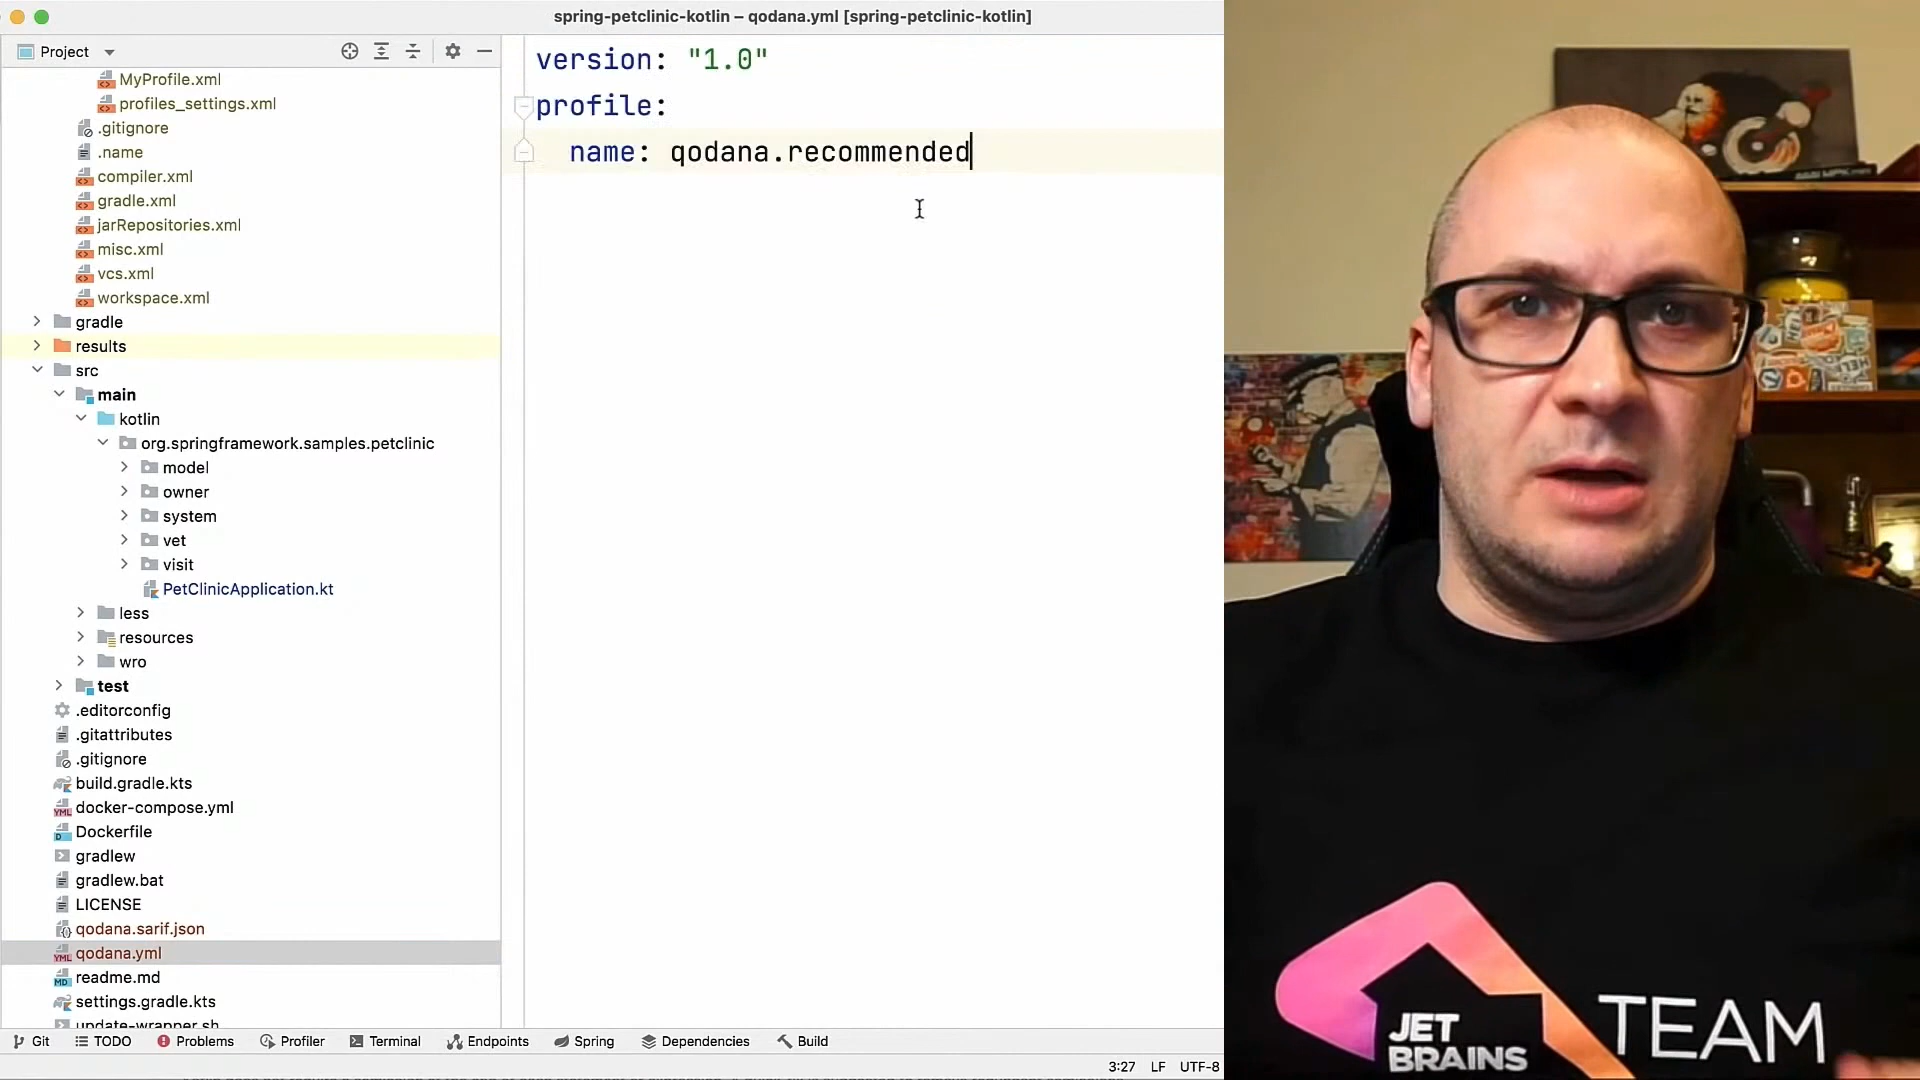 spring-petclinic-kotlin – qodana.yml [spring-petclinic-kotlin]
Project
MyProfile.xml
profiles_settings.xml
.gitignore
.name
compiler.xml
gradle.xml
jarRepositories.xml
misc.xml
vcs.xml
workspace.xml
gradle
results
src
main
kotlin
org.springframework.samples.petclinic
model
owner
system
vet
visit
PetClinicApplication.kt
less
resources
wro
test
.editorconfig
.gitattributes
.gitignore
build.gradle.kts
docker-compose.yml
Dockerfile
gradlew
gradlew.bat
LICENSE
qodana.sarif.json
qodana.yml
readme.md
settings.gradle.kts
update-wrapper.sh
version: "1.0"
profile:
name: qodana.recommended
Git
TODO
Problems
Profiler
Terminal
Endpoints
Spring
Dependencies
Build
3:27 LF UTF-8
JET
BRAINS
TEAM